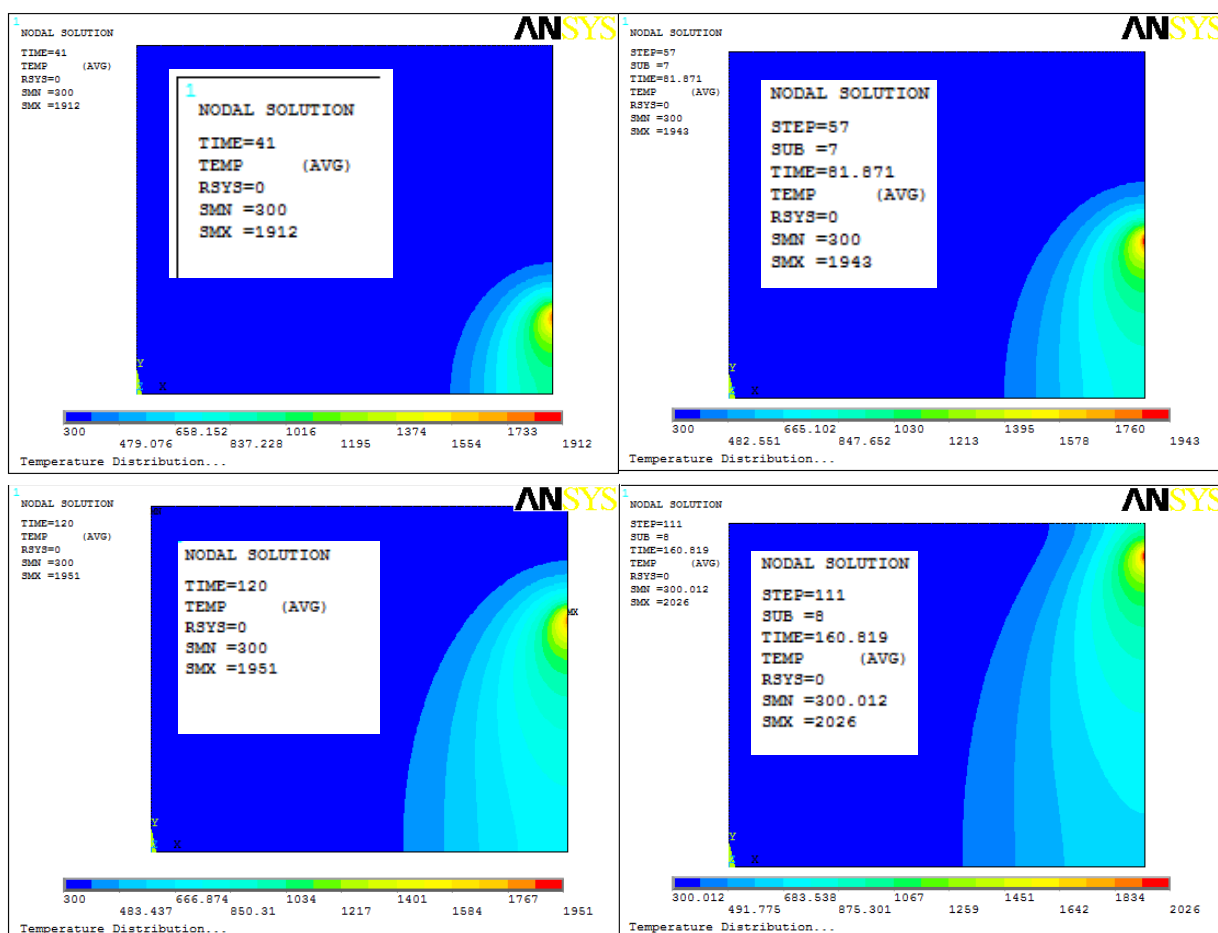 1
NODAL SOLUTION
TIME=41
TEMP (AVG)
RSYS=0
SMN =300
SMX =1912
ANSYS
1
NODAL SOLUTION
TIME=41
TEMP (AVG)
RSYS=0
SMN =300
SMX =1912
Y
Z X
300 658.152 1016 1374 1733
479.076 837.228 1195 1554 1912
Temperature Distribution...
1
NODAL SOLUTION
STEP=57
SUB =7
TIME=81.871
TEMP (AVG)
RSYS=0
SMN =300
SMX =1943
ANSYS
NODAL SOLUTION
STEP=57
SUB =7
TIME=81.871
TEMP (AVG)
RSYS=0
SMN =300
SMX =1943
Y
Z X
300 665.102 1030 1395 1760
482.551 847.652 1213 1578 1943
Temperature Distribution...
1
NODAL SOLUTION
TIME=120
TEMP (AVG)
RSYS=0
SMN =300
SMX =1951
ANSYS
NODAL SOLUTION
TIME=120
TEMP (AVG)
RSYS=0
SMN =300
SMX =1951
MX
Y
Z X
300 666.874 1034 1401 1767
483.437 850.31 1217 1584 1951
Temperature Distribution...
1
NODAL SOLUTION
STEP=111
SUB =8
TIME=160.819
TEMP (AVG)
RSYS=0
SMN =300.012
SMX =2026
ANSYS
NODAL SOLUTION
STEP=111
SUB =8
TIME=160.819
TEMP (AVG)
RSYS=0
SMN =300.012
SMX =2026
Y
Z X
300.012 683.538 1067 1451 1834
491.775 875.301 1259 1642 2026
Temperature Distribution...